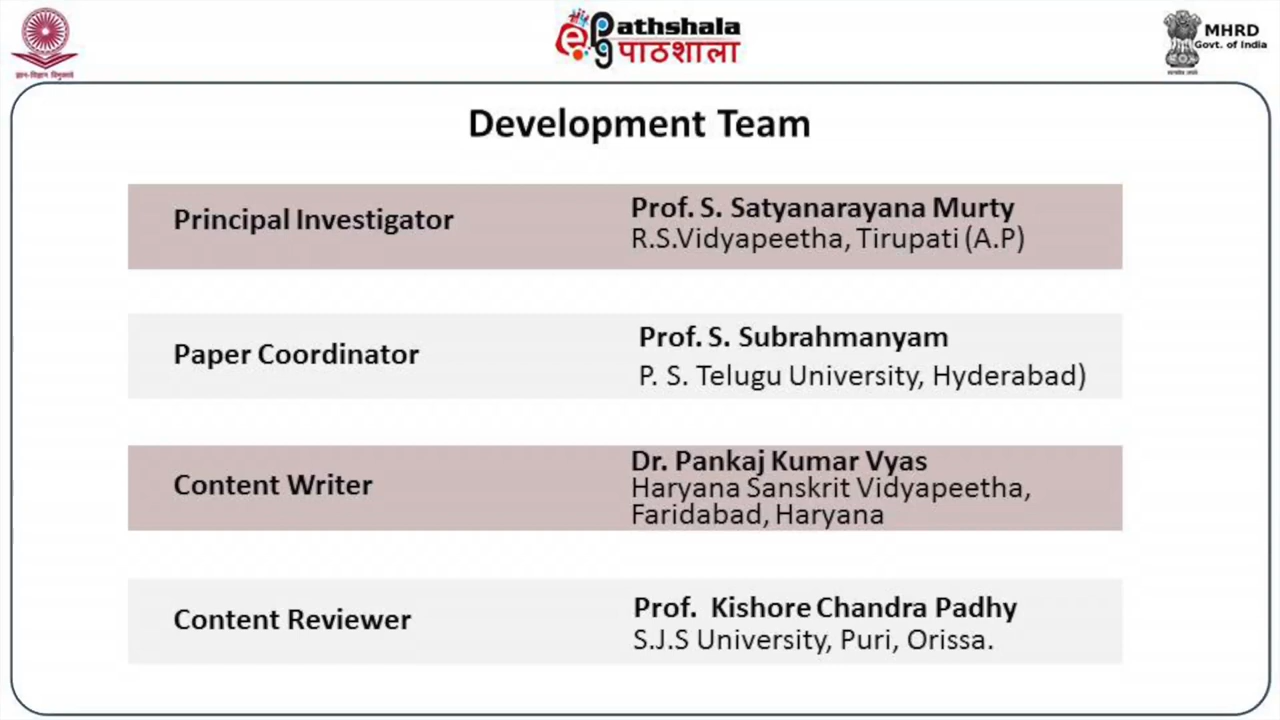 ज्ञान-विज्ञान विमुक्तये
ePG Pathshala
पाठशाला
MHRD
Govt. of India
Development Team
Principal Investigator
Prof. S. Satyanarayana Murty
R.S.Vidyapeetha, Tirupati (A.P)
Paper Coordinator
Prof. S. Subrahmanyam
P. S. Telugu University, Hyderabad)
Content Writer
Dr. Pankaj Kumar Vyas
Haryana Sanskrit Vidyapeetha,
Faridabad, Haryana
Content Reviewer
Prof. Kishore Chandra Padhy
S.J.S University, Puri, Orissa.